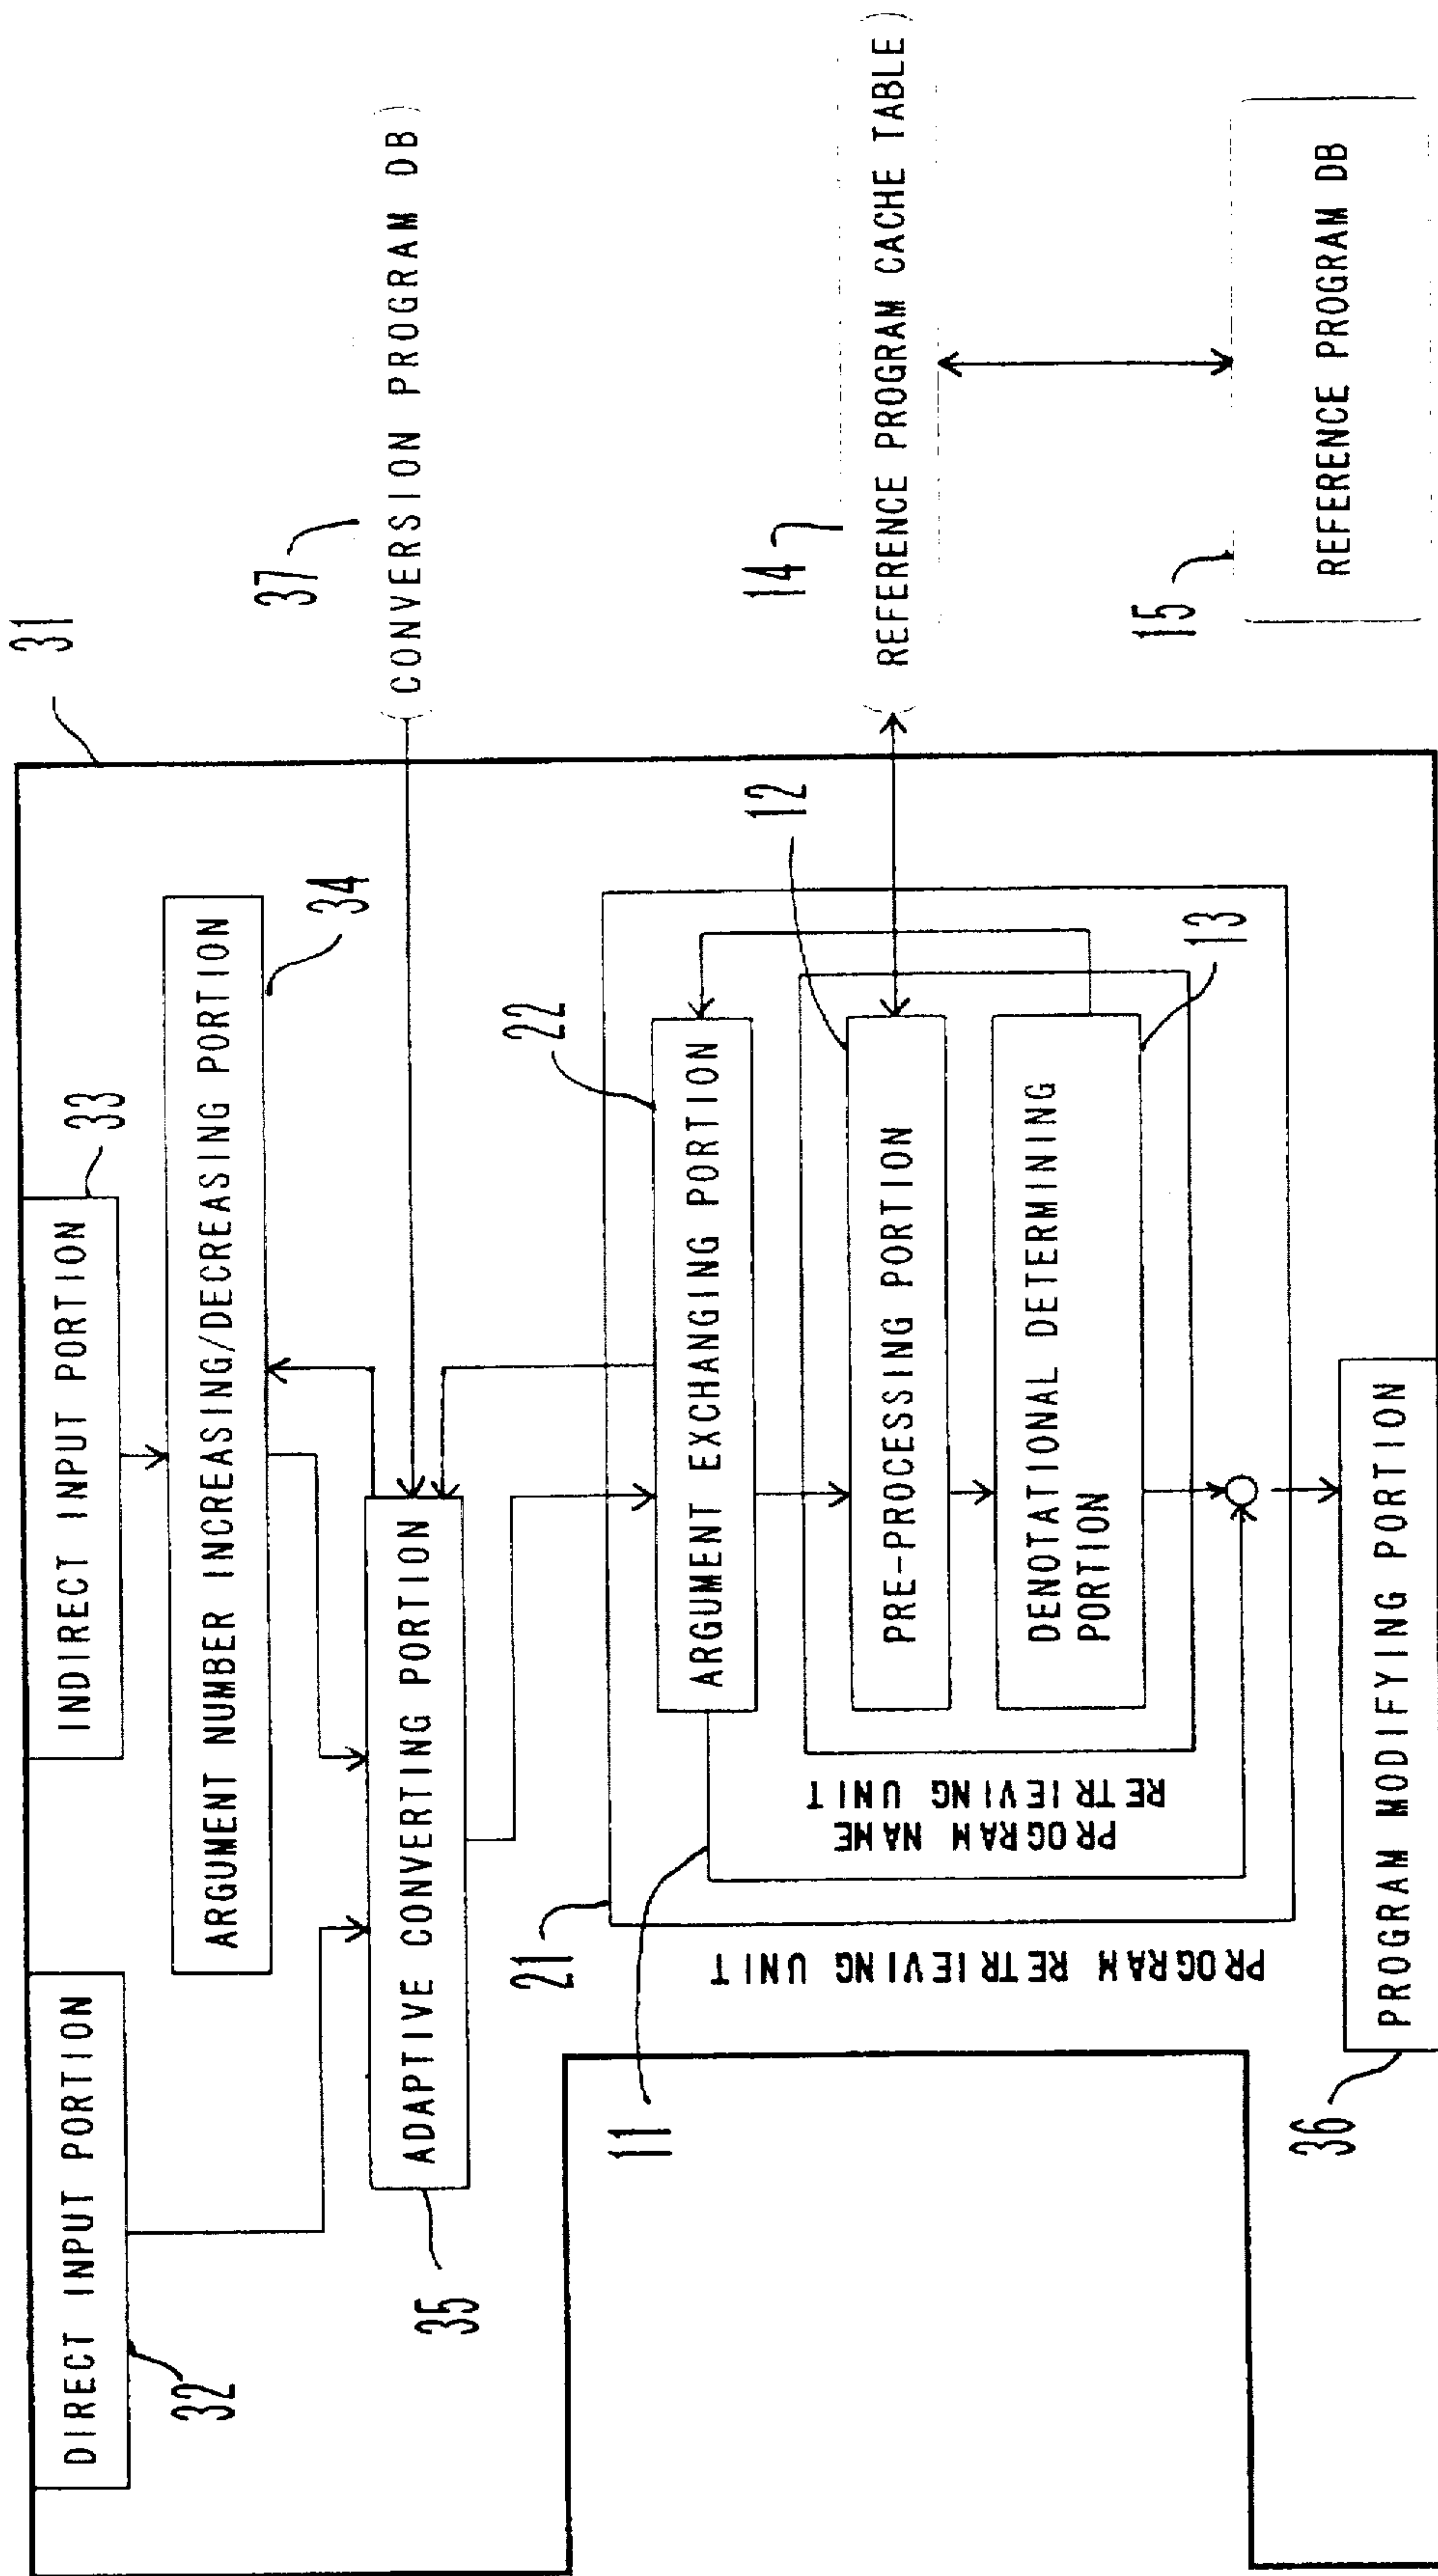 31
DIRECT INPUT PORTION
32
INDIRECT INPUT PORTION
33
ARGUMENT NUMBER INCREASING/DECREASING PORTION
34
ADAPTIVE CONVERTING PORTION
35
CONVERSION PROGRAM DB
37
21
PROGRAM RETRIEVING UNIT
ARGUMENT EXCHANGING PORTION
22
11
PROGRAM NAME
RETRIEVING UNIT
PRE-PROCESSING PORTION
12
DENOTATIONAL DETERMINING
PORTION
13
14
REFERENCE PROGRAM CACHE TABLE
15
REFERENCE PROGRAM DB
PROGRAM MODIFYING PORTION
36